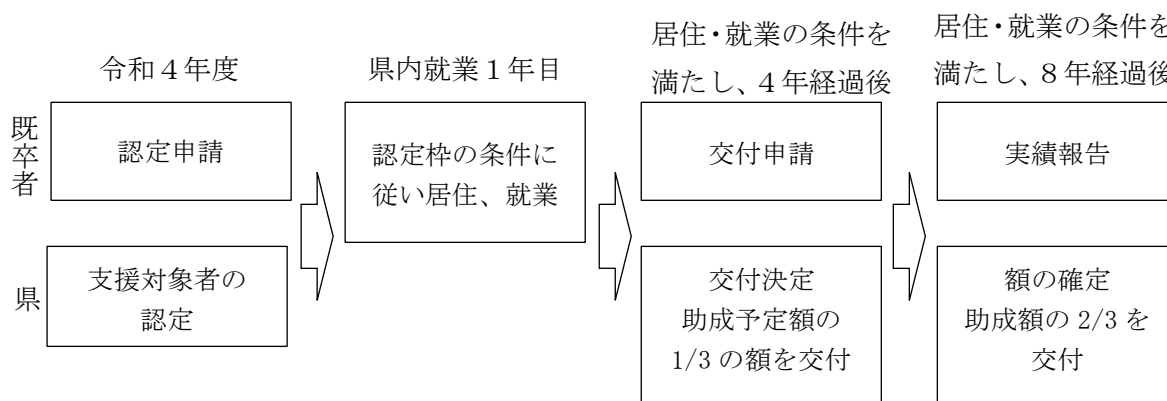 令和４年度
県内就業１年目
居住・就業の条件を
満たし、４年経過後
居住・就業の条件を
満たし、８年経過後
既卒者
認定申請
認定枠の条件に
従い居住、就業
交付申請
実績報告
県
支援対象者の
認定
交付決定
助成予定額の
1/3 の額を交付
額の確定
助成額の 2/3 を
交付